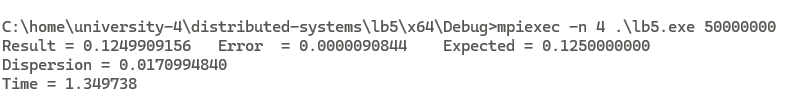 C:\home\university-4\distributed-systems\lb5\x64\Debug>mpiexec -n 4 .\lb5.exe 50000000
Result = 0.1249909156   Error  = 0.0000090844    Expected = 0.1250000000
Dispersion = 0.0170994840
Time = 1.349738